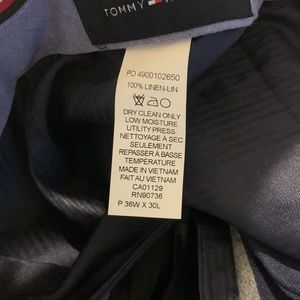 TOMMY
PO 4900102650
100% LINEN-LIN
DRY CLEAN ONLY
LOW MOISTURE
UTILITY PRESS
NETTOYAGE À SEC
SEULEMENT
REPASSER À BASSE
TEMPERATURE
MADE IN VIETNAM
FAIT AU VIETNAM
CA01129
RN90736
P 36W X 30L